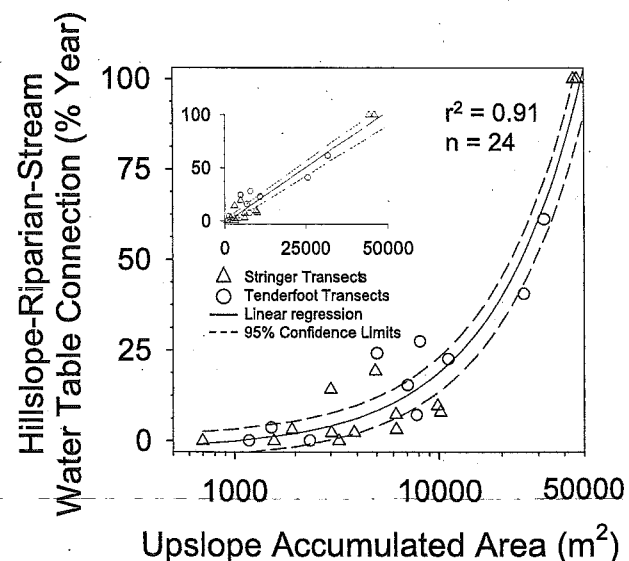 Hillslope-Riparian-Stream
Water Table Connection (% Year)
100
75
50
25
0
r² = 0.91
n = 24
100
50
0
0 25000 50000
Stringer Transects
Tenderfoot Transects
Linear regression
95% Confidence Limits
1000 10000 50000
Upslope Accumulated Area (m²)